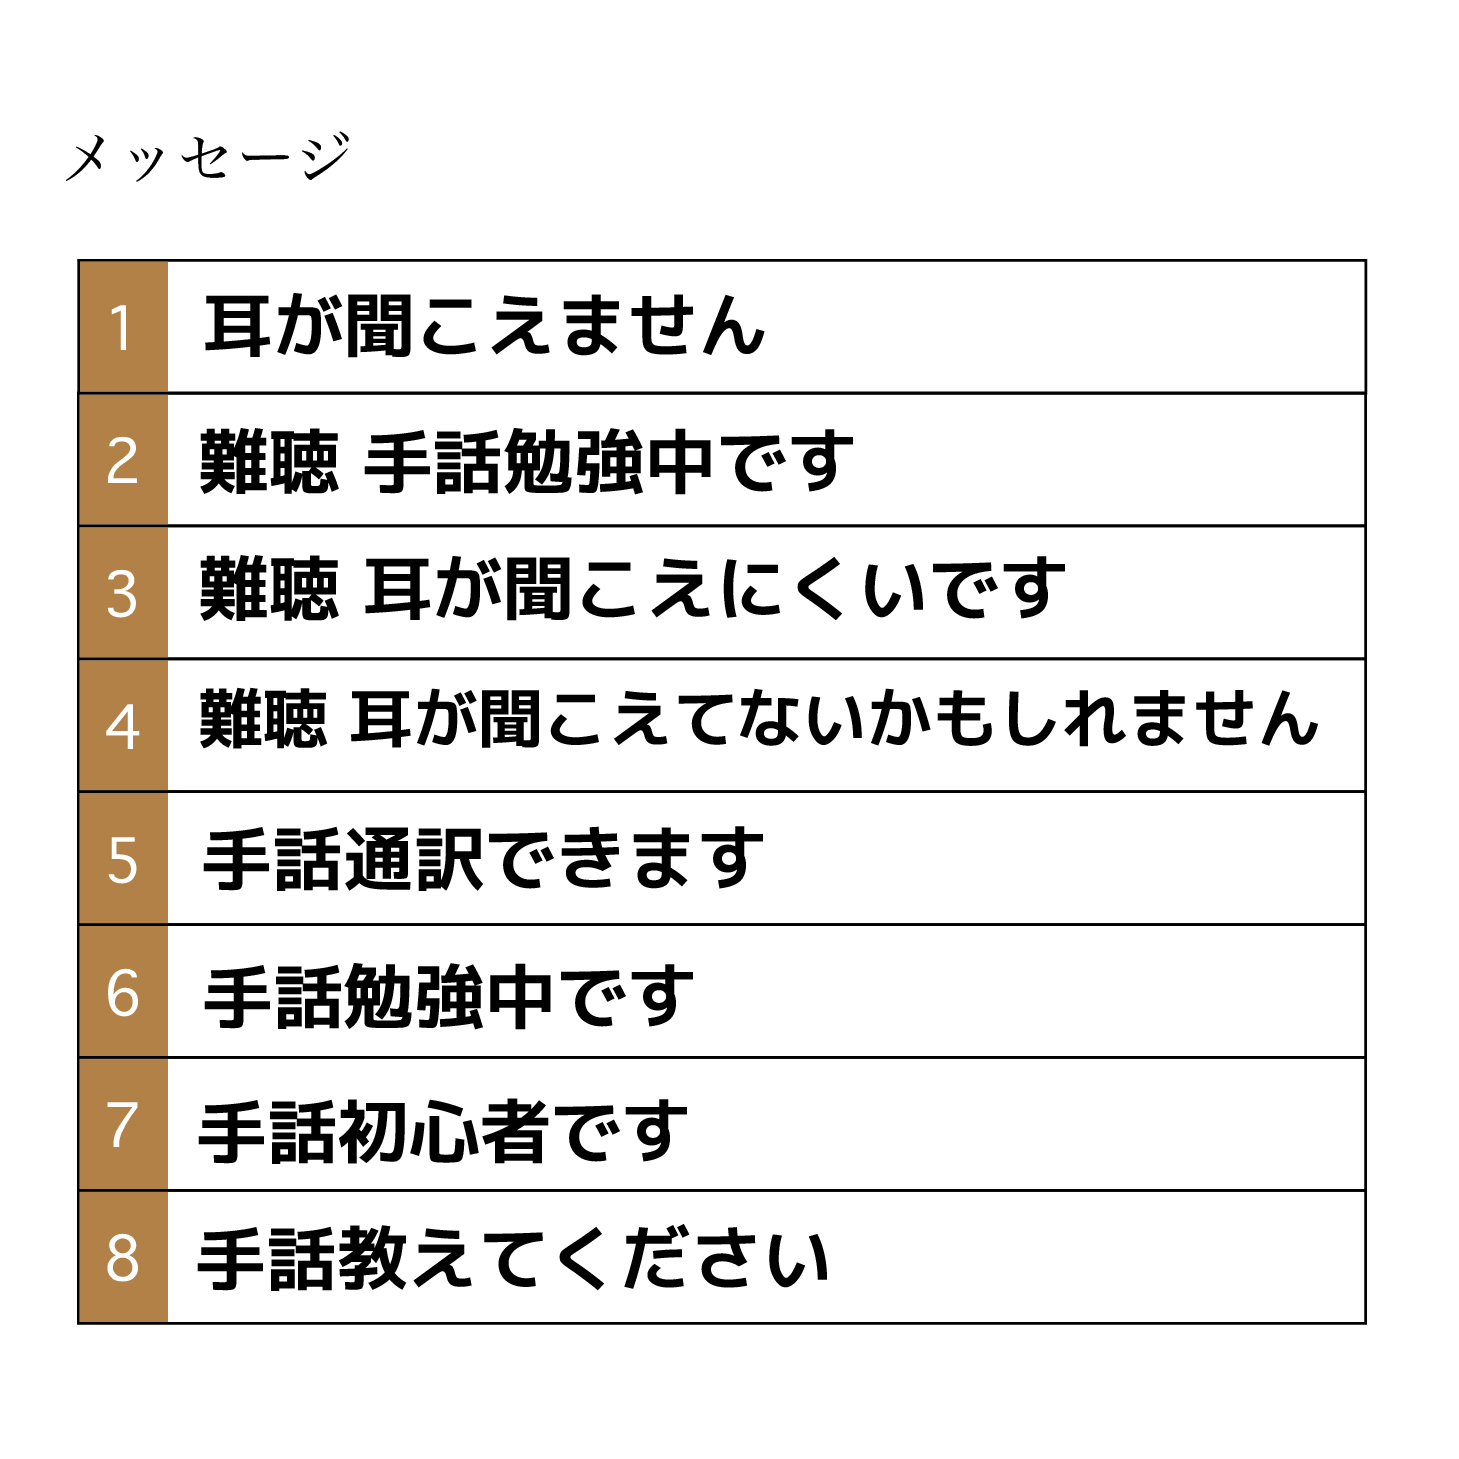 メッセージ
1 耳が聞こえません
2 難聴 手話勉強中です
3 難聴 耳が聞こえにくいです
4 難聴 耳が聞こえてないかもしれません
5 手話通訳できます
6 手話勉強中です
7 手話初心者です
8 手話教えてください